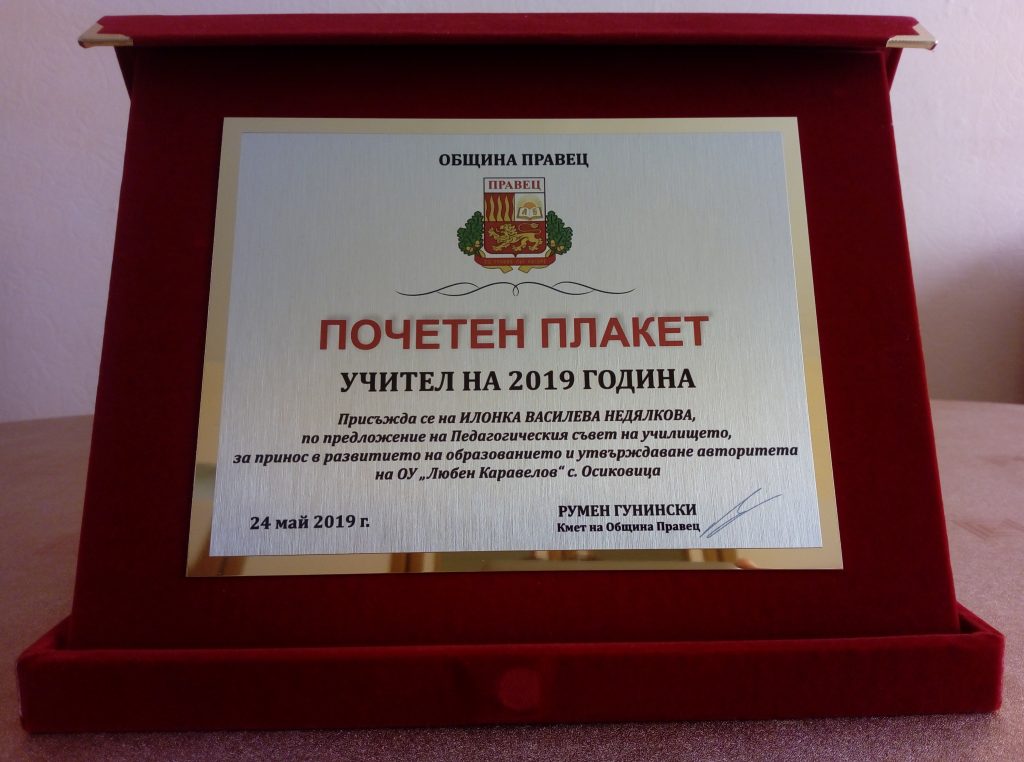 ОБЩИНА ПРАВЕЦ
ПРАВЕЦ
ПОЧЕТЕН ПЛАКЕТ
УЧИТЕЛ НА 2019 ГОДИНА
Присъжда се на ИЛОНКА ВАСИЛЕВА НЕДЯЛКОВА,
по предложение на Педагогическия съвет на училището,
за принос в развитието на образованието и утвърждаване авторитета
на ОУ „Любен Каравелов“ с. Осиковица
24 май 2019 г.
РУМЕН ГУНИНСКИ
Кмет на Община Правец